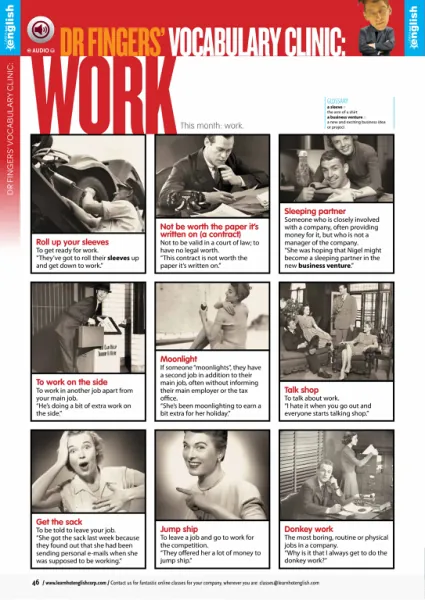 english
english
AUDIO
DR FINGERS' VOCABULARY CLINIC:
WORK
This month: work.
DR FINGERS' VOCABULARY CLINIC:
GLOSSARY
a sleeve n
the arm of a shirt
a business venture n
a new and exciting business idea
or project
Roll up your sleeves
To get ready for work.
"They've got to roll their sleeves up
and get down to work."
Not be worth the paper it's
written on (a contract)
Not to be valid in a court of law; to
have no legal worth.
"This contract is not worth the
paper it's written on."
Sleeping partner
Someone who is closely involved
with a company, often providing
money for it, but who is not a
manager of the company.
"She was hoping that Nigel might
become a sleeping partner in the
new business venture."
To work on the side
To work in another job apart from
your main job.
"He's doing a bit of extra work on
the side."
Moonlight
If someone "moonlights", they have
a second job in addition to their
main job, often without informing
their main employer or the tax
office.
"She's been moonlighting to earn a
bit extra for her holiday."
Talk shop
To talk about work.
"I hate it when you go out and
everyone starts talking shop."
Get the sack
To be told to leave your job.
"She got the sack last week because
they found out that she had been
sending personal e-mails when she
was supposed to be working."
Jump ship
To leave a job and go to work for
the competition.
"They offered her a lot of money to
jump ship."
Donkey work
The most boring, routine or physical
jobs in a company.
"Why is it that I always get to do the
donkey work?"
46 / www.learnhotenglishcorp.com / Contact us for fantastic online classes for your company, wherever you are: classes@learnhotenglish.com